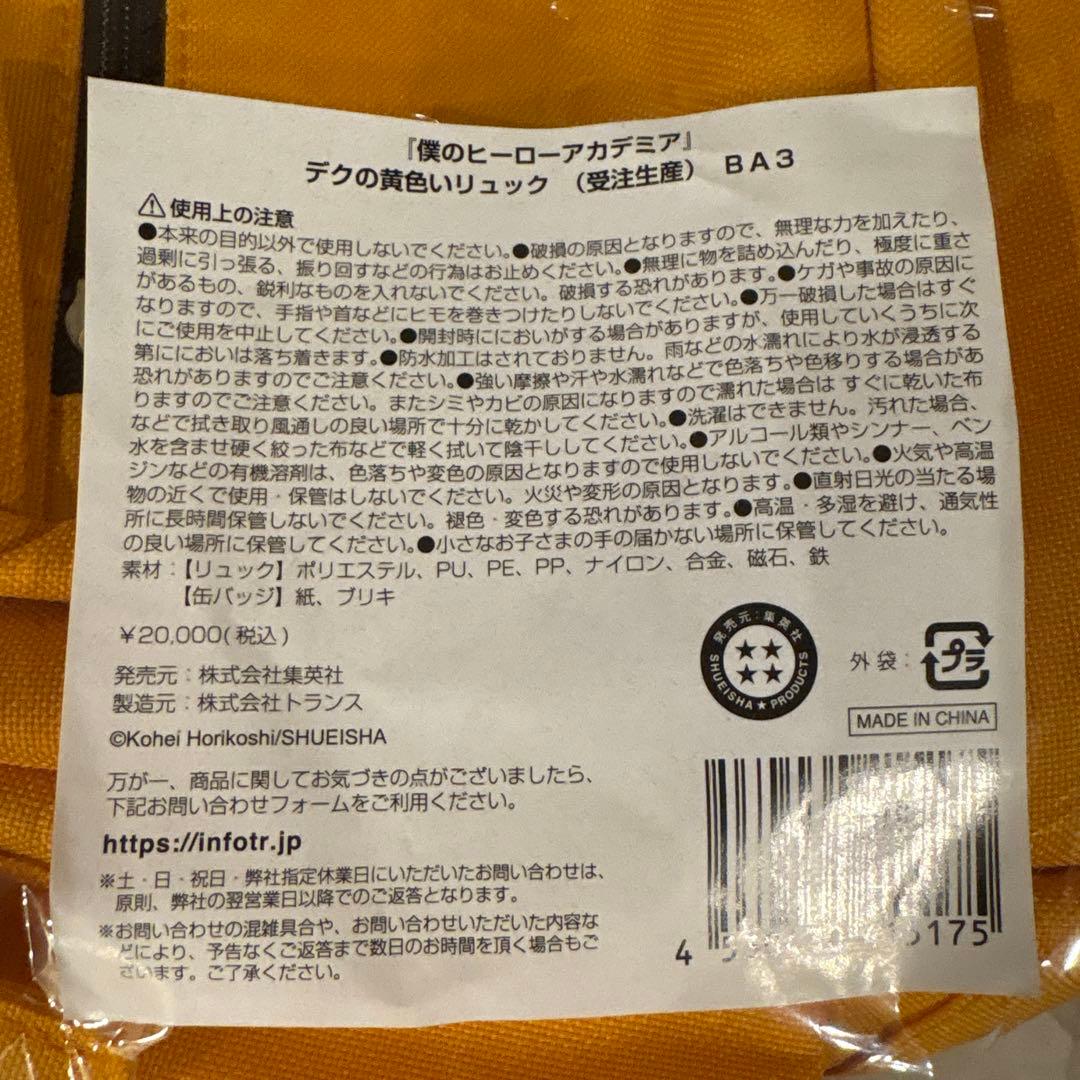 『僕のヒーローアカデミア』
デクの黄色いリュック （受注生産） BA3
⚠使用上の注意
●本来の目的以外で使用しないでください。●破損の原因となりますので、無理な力を加えたり、
過剰に引っ張る、振り回すなどの行為はお止めください。●無理に物を詰め込んだり、極度に重さ
があるもの、鋭利なものを入れないでください。破損する恐れがあります。●ケガや事故の原因に
なりますので、手指や首などにヒモを巻きつけたりしないでください。●万一破損した場合はすぐ
にご使用を中止してください。●開封時ににおいがする場合がありますが、使用していくうちに次
第ににおいは落ち着きます。●防水加工はされておりません。雨などの水濡れにより水が浸透する
恐れがありますのでご注意ください。●強い摩擦や汗や水濡れなどで色落ちや色移りする場合があ
りますのでご注意ください。またシミやカビの原因になりますので濡れた場合は すぐに乾いた布
などで拭き取り風通しの良い場所で十分に乾かしてください。●洗濯はできません。汚れた場合、
水を含ませ硬く絞った布などで軽く拭いて陰干ししてください。●アルコール類やシンナー、ベン
ジンなどの有機溶剤は、色落ちや変色の原因となりますので使用しないでください。●火気や高温
物の近くで使用・保管はしないでください。火災や変形の原因となります。●直射日光の当たる場
所に長時間保管しないでください。褪色・変色する恐れがあります。●高温・多湿を避け、通気性
の良い場所に保管してください。●小さなお子さまの手の届かない場所に保管してください。
素材：【リュック】ポリエステル、PU、PE、PP、ナイロン、合金、磁石、鉄
【缶バッジ】紙、ブリキ
￥20,000(税込)
発売元：株式会社集英社
製造元：株式会社トランス
©Kohei Horikoshi/SHUEISHA
発売元：集英社
SHUEISHA★PRODUCTS
外袋：プラ
MADE IN CHINA
万が一、商品に関してお気づきの点がございましたら、
下記お問い合わせフォームをご利用ください。
https://infotr.jp
※土・日・祝日・弊社指定休業日にいただいたお問い合わせは、
原則、弊社の翌営業日以降でのご返答となります。
※お問い合わせの混雑具合や、お問い合わせいただいた内容な
どにより、予告なくご返答まで数日のお時間を頂く場合もご
ざいます。ご了承ください。
4 5 5175